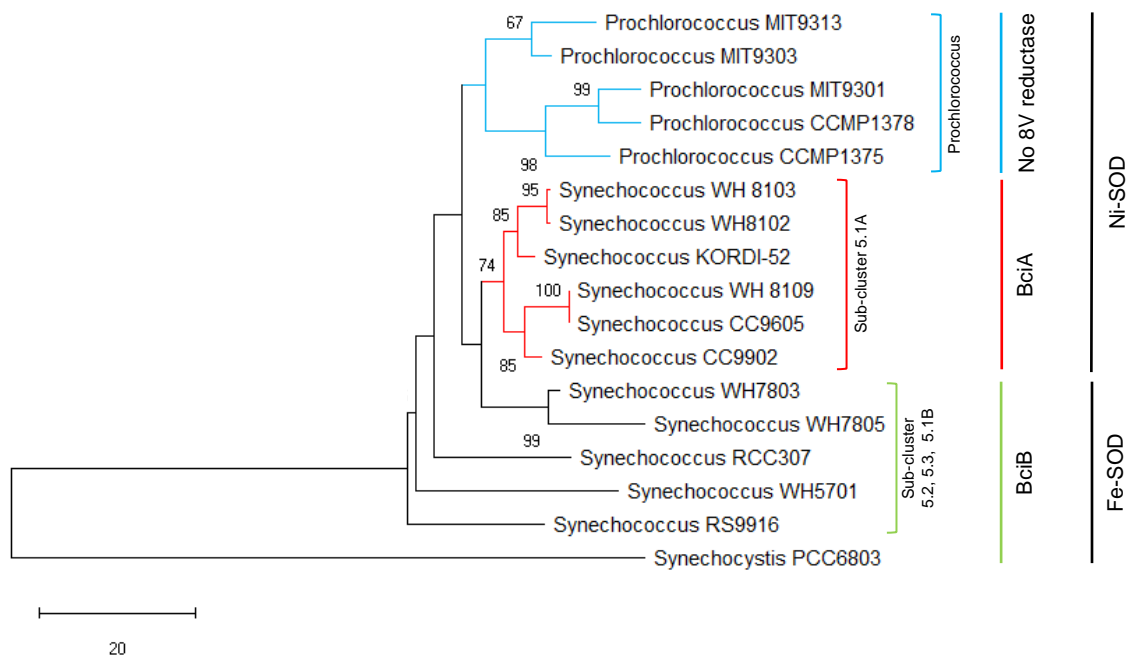 67
Prochlorococcus MIT9313
Prochlorococcus MIT9303
99
Prochlorococcus MIT9301
Prochlorococcus CCMP1378
Prochlorococcus CCMP1375
98
95
Synechococcus WH 8103
85
Synechococcus WH8102
Synechococcus KORDI-52
74
100
Synechococcus WH 8109
Synechococcus CC9605
Synechococcus CC9902
85
Synechococcus WH7803
Synechococcus WH7805
99
Synechococcus RCC307
Synechococcus WH5701
Synechococcus RS9916
Synechocystis PCC6803
20
Prochlorococcus
Sub-cluster 5.1A
Sub-cluster
5.2, 5.3, 5.1B
No 8V reductase
BciA
BciB
Ni-SOD
Fe-SOD